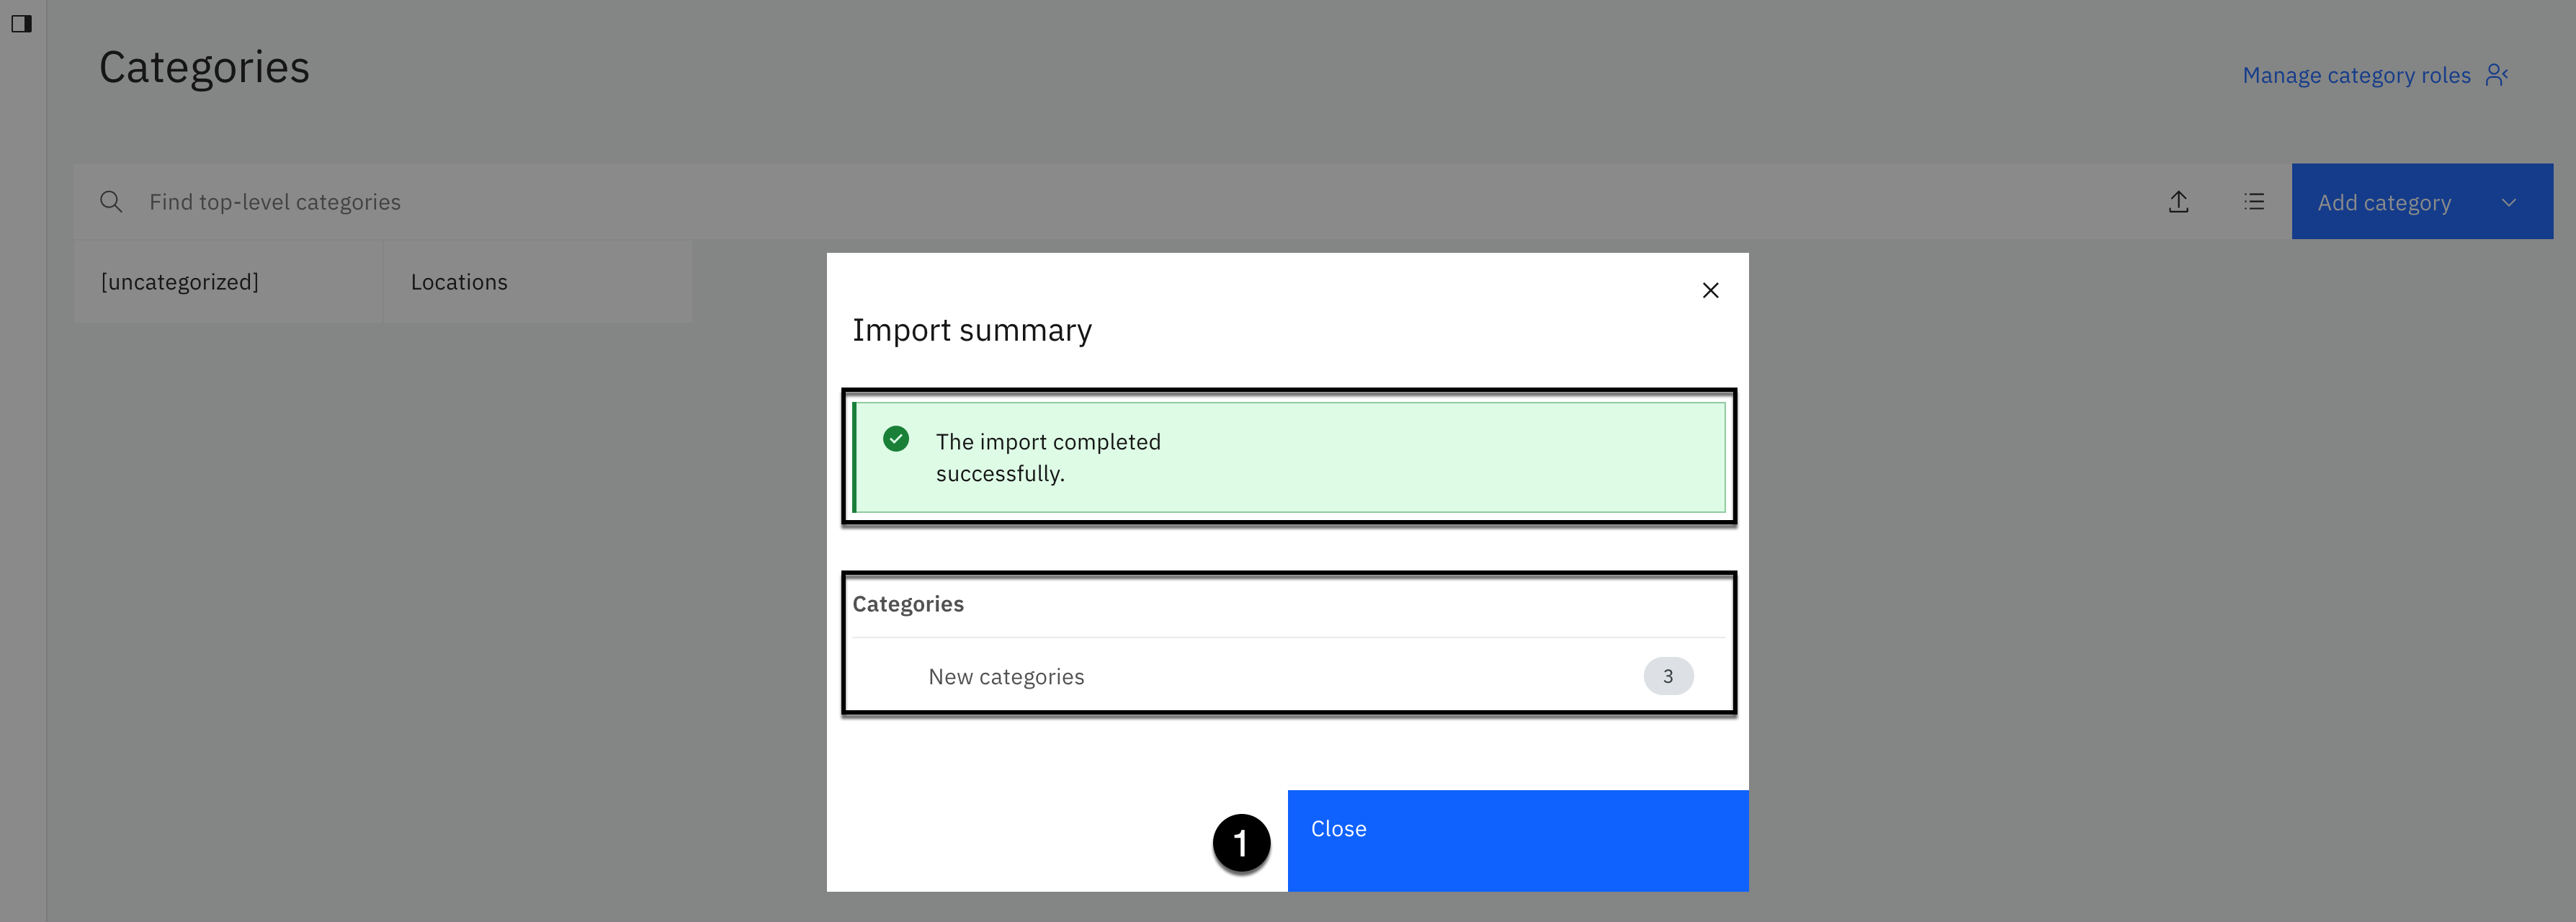 Categories
Manage category roles
Find top-level categories
Add category
[uncategorized]
Locations
Import summary
The import completed
successfully.
Categories
New categories
3
1
Close